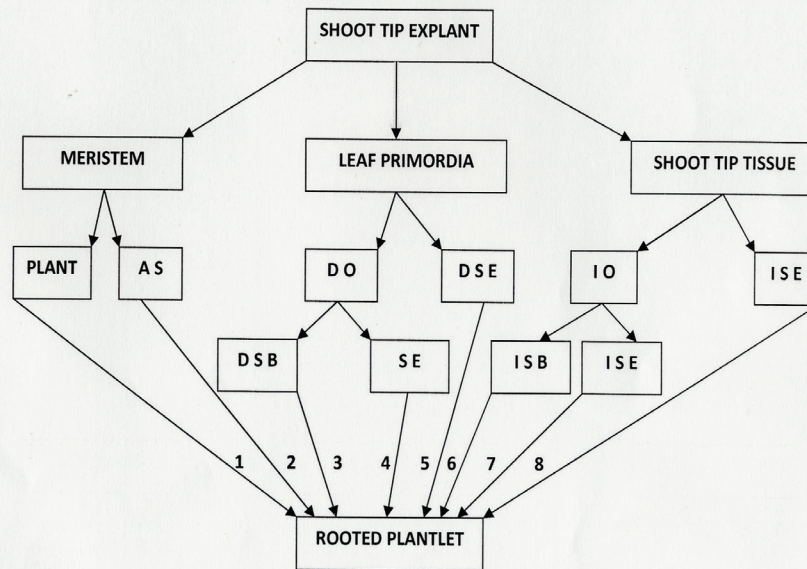 SHOOT TIP EXPLANT
MERISTEM
LEAF PRIMORDIA
SHOOT TIP TISSUE
PLANT
A S
D O
D S E
I O
I S E
D S B
S E
I S B
I S E
1 2 3 4 5 6 7 8
ROOTED PLANTLET